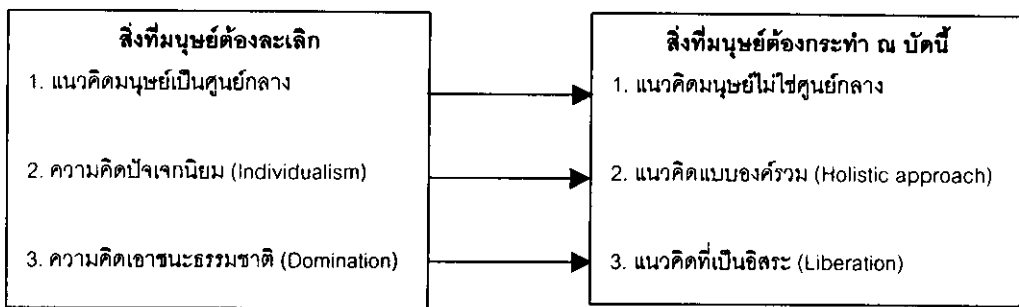 สิ่งที่มนุษย์ต้องละเลิก
1. แนวคิดมนุษย์เป็นศูนย์กลาง
2. ความคิดปัจเจกนิยม (Individualism)
3. ความคิดเอาชนะธรรมชาติ (Domination)
สิ่งที่มนุษย์ต้องกระทำ ณ บัดนี้
1. แนวคิดมนุษย์ไม่ใช่ศูนย์กลาง
2. แนวคิดแบบองค์รวม (Holistic approach)
3. แนวคิดที่เป็นอิสระ (Liberation)